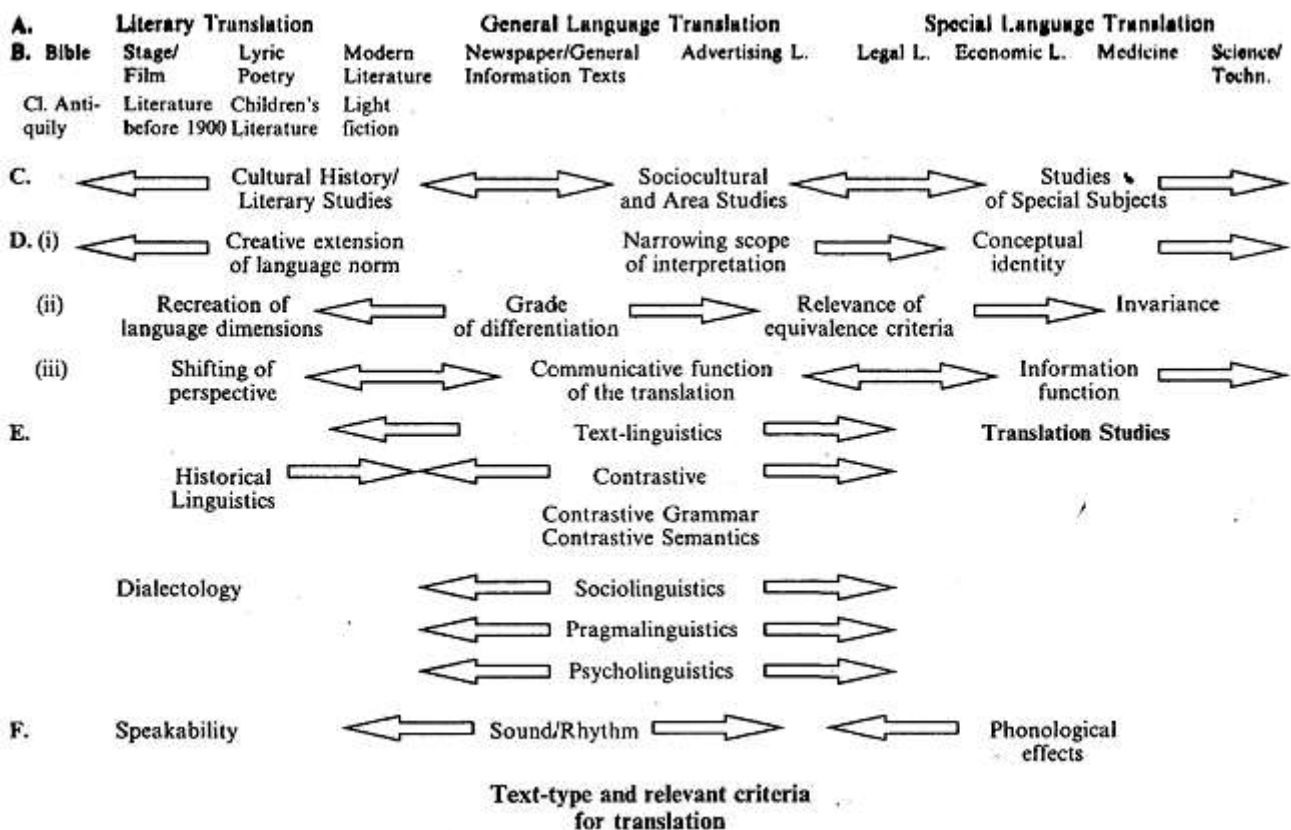 A. Literary Translation General Language Translation Special Language Translation
B. Bible Stage/ Lyric Modern Newspaper/General Advertising L. Legal L. Economic L. Medicine Science/
Film Poetry Literature Information Texts Techn.
Cl. Anti- Literature Children's Light
quily before 1900 Literature fiction
C. Cultural History/ Sociocultural Studies
Literary Studies and Area Studies of Special Subjects
D. (i) Creative extension Narrowing scope Conceptual
of language norm of interpretation identity
(ii) Recreation of Grade Relevance of Invariance
language dimensions of differentiation equivalence criteria
(iii) Shifting of Communicative function Information
perspective of the translation function
E. Text-linguistics Translation Studies
Historical Contrastive
Linguistics
Contrastive Grammar
Contrastive Semantics
Dialectology Sociolinguistics
Pragmalinguistics
Psycholinguistics
F. Speakability Sound/Rhythm Phonological
effects
Text-type and relevant criteria
for translation